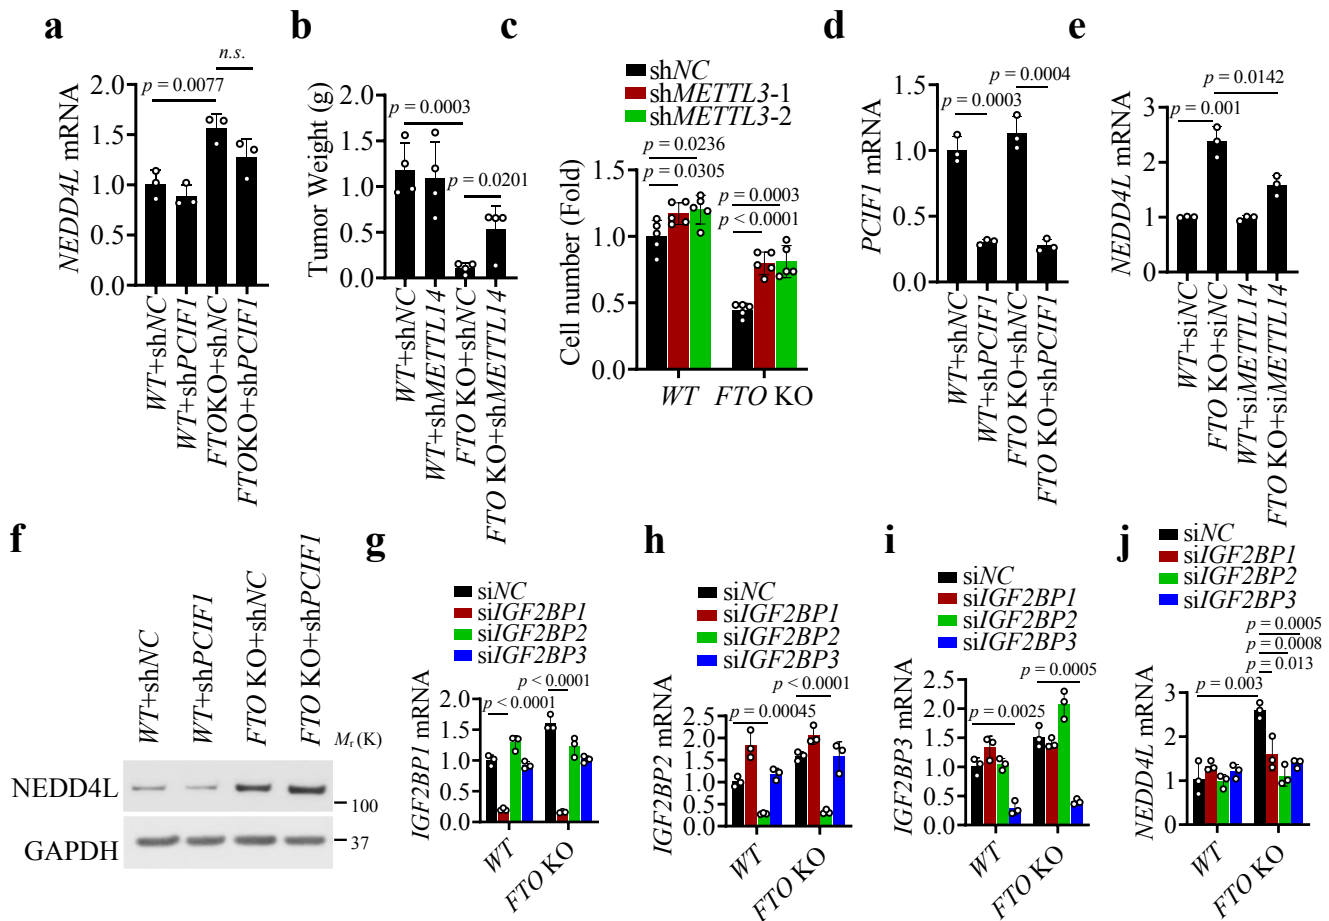 a
NEDD4L mRNA
2.0
1.5
1.0
0.5
0.0
n.s.
p = 0.0077
WT+shNC
WT+shPCIF1
FTOKO+shNC
FTOKO+shPCIF1
b
Tumor Weight (g)
2.0
1.5
1.0
0.5
0.0
p = 0.0003
p = 0.0201
WT+shNC
WT+shMETTL14
FTO KO+shNC
FTO KO+shMETTL14
c
shNC
shMETTL3-1
shMETTL3-2
Cell number (Fold)
1.5
1.0
0.5
0.0
p = 0.0236
p = 0.0305
p = 0.0003
p < 0.0001
WT
FTO KO
d
PCIF1 mRNA
1.5
1.0
0.5
0.0
p = 0.0004
p = 0.0003
WT+shNC
WT+shPCIF1
FTO KO+shNC
FTO KO+shPCIF1
e
NEDD4L mRNA
3
2
1
0
p = 0.0142
p = 0.001
WT+siNC
FTO KO+siNC
WT+siMETTL14
FTO KO+siMETTL14
f
WT+shNC
WT+shPCIF1
FTO KO+shNC
FTO KO+shPCIF1
Mr (K)
NEDD4L
100
GAPDH
37
g
siNC
siIGF2BP1
siIGF2BP2
siIGF2BP3
IGF2BP1 mRNA
2.0
1.5
1.0
0.5
0.0
p < 0.0001
p < 0.0001
WT
FTO KO
h
siNC
siIGF2BP1
siIGF2BP2
siIGF2BP3
IGF2BP2 mRNA
2.5
2.0
1.5
1.0
0.5
0.0
p < 0.0001
p = 0.00045
WT
FTO KO
i
siNC
siIGF2BP1
siIGF2BP2
siIGF2BP3
IGF2BP3 mRNA
2.5
2.0
1.5
1.0
0.5
0.0
p = 0.0005
p = 0.0025
WT
FTO KO
j
siNC
siIGF2BP1
siIGF2BP2
siIGF2BP3
NEDD4L mRNA
3
2
1
0
p = 0.0005
p = 0.0008
p = 0.013
p = 0.003
WT
FTO KO